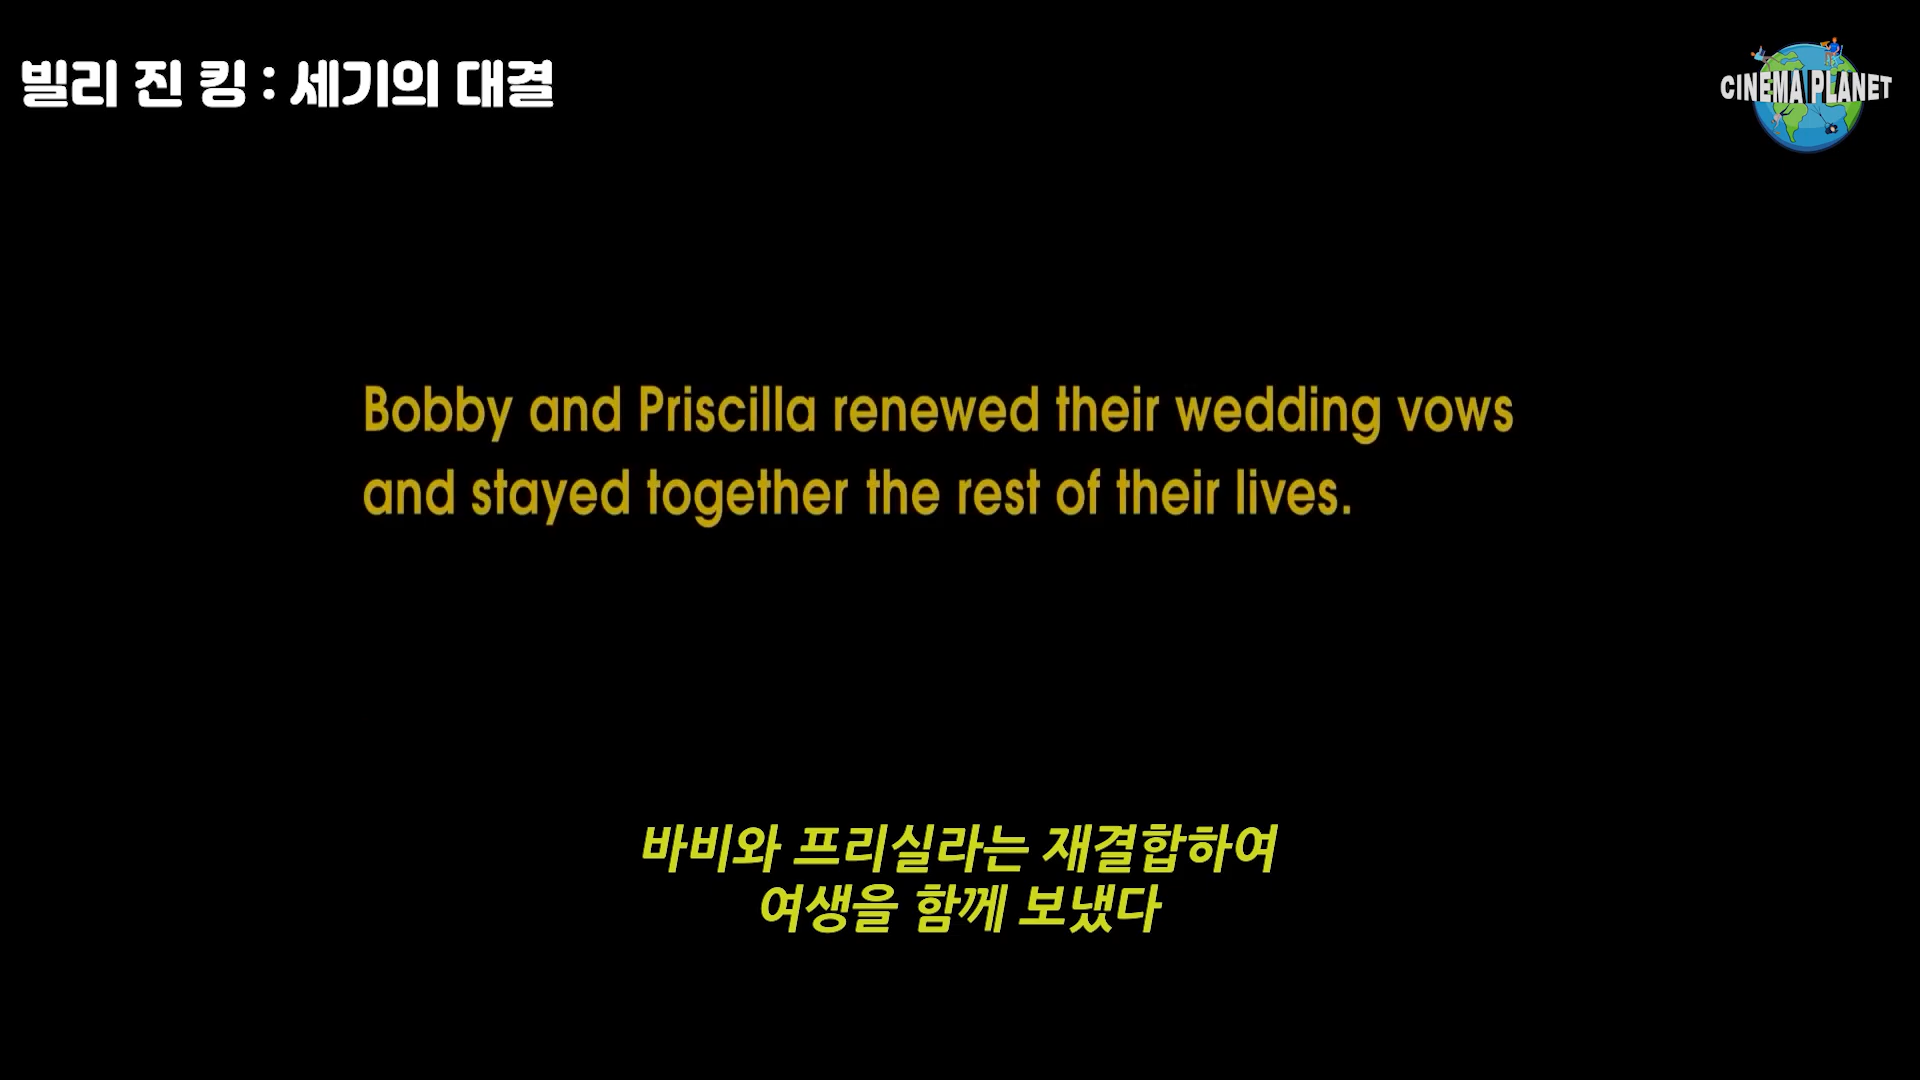 빌리 진 킹 : 세기의 대결
CINEMA PLANET
Bobby and Priscilla renewed their wedding vows
and stayed together the rest of their lives.
바비와 프리실라는 재결합하여
여생을 함께 보냈다